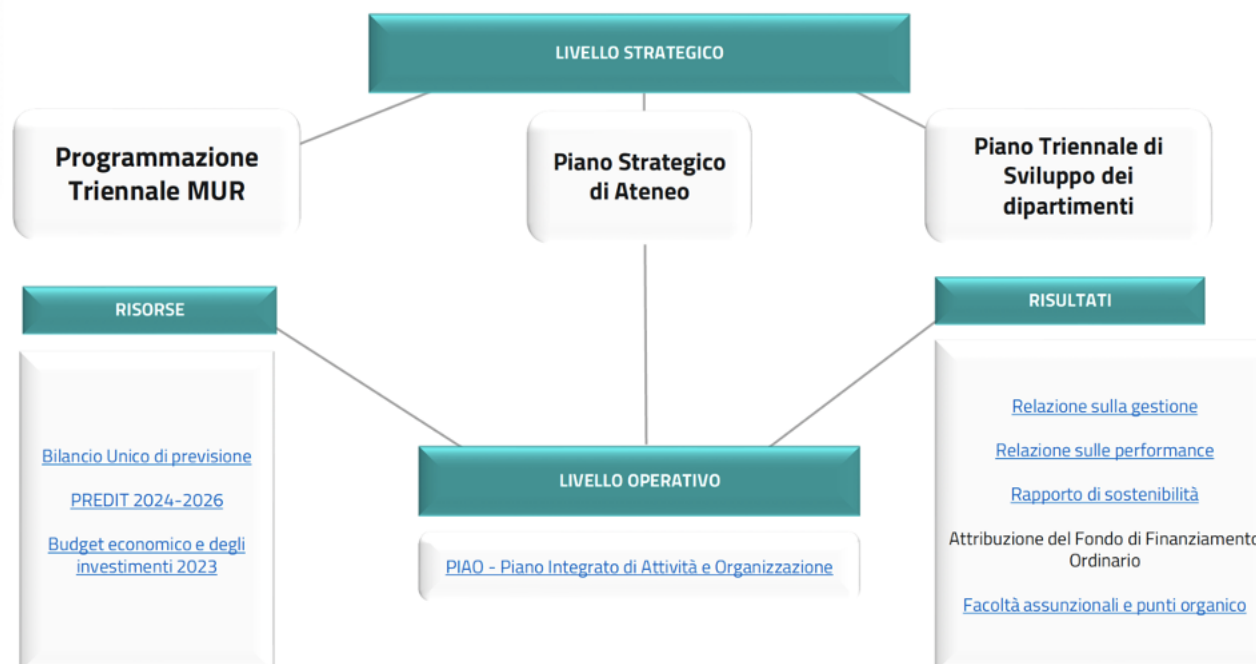 LIVELLO STRATEGICO
Programmazione
Triennale MUR
Piano Strategico
di Ateneo
Piano Triennale di
Sviluppo dei
dipartimenti
RISORSE
Bilancio Unico di previsione
PREDIT 2024-2026
Budget economico e degli
investimenti 2023
LIVELLO OPERATIVO
PIAO - Piano Integrato di Attività e Organizzazione
RISULTATI
Relazione sulla gestione
Relazione sulle performance
Rapporto di sostenibilità
Attribuzione del Fondo di Finanziamento
Ordinario
Facoltà assunzionali e punti organico